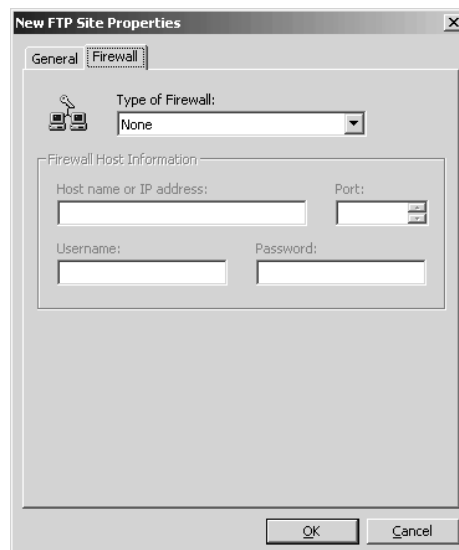 New FTP Site Properties
General Firewall
Type of Firewall:
None
Firewall Host Information
Host name or IP address: Port:
Username: Password:
OK Cancel